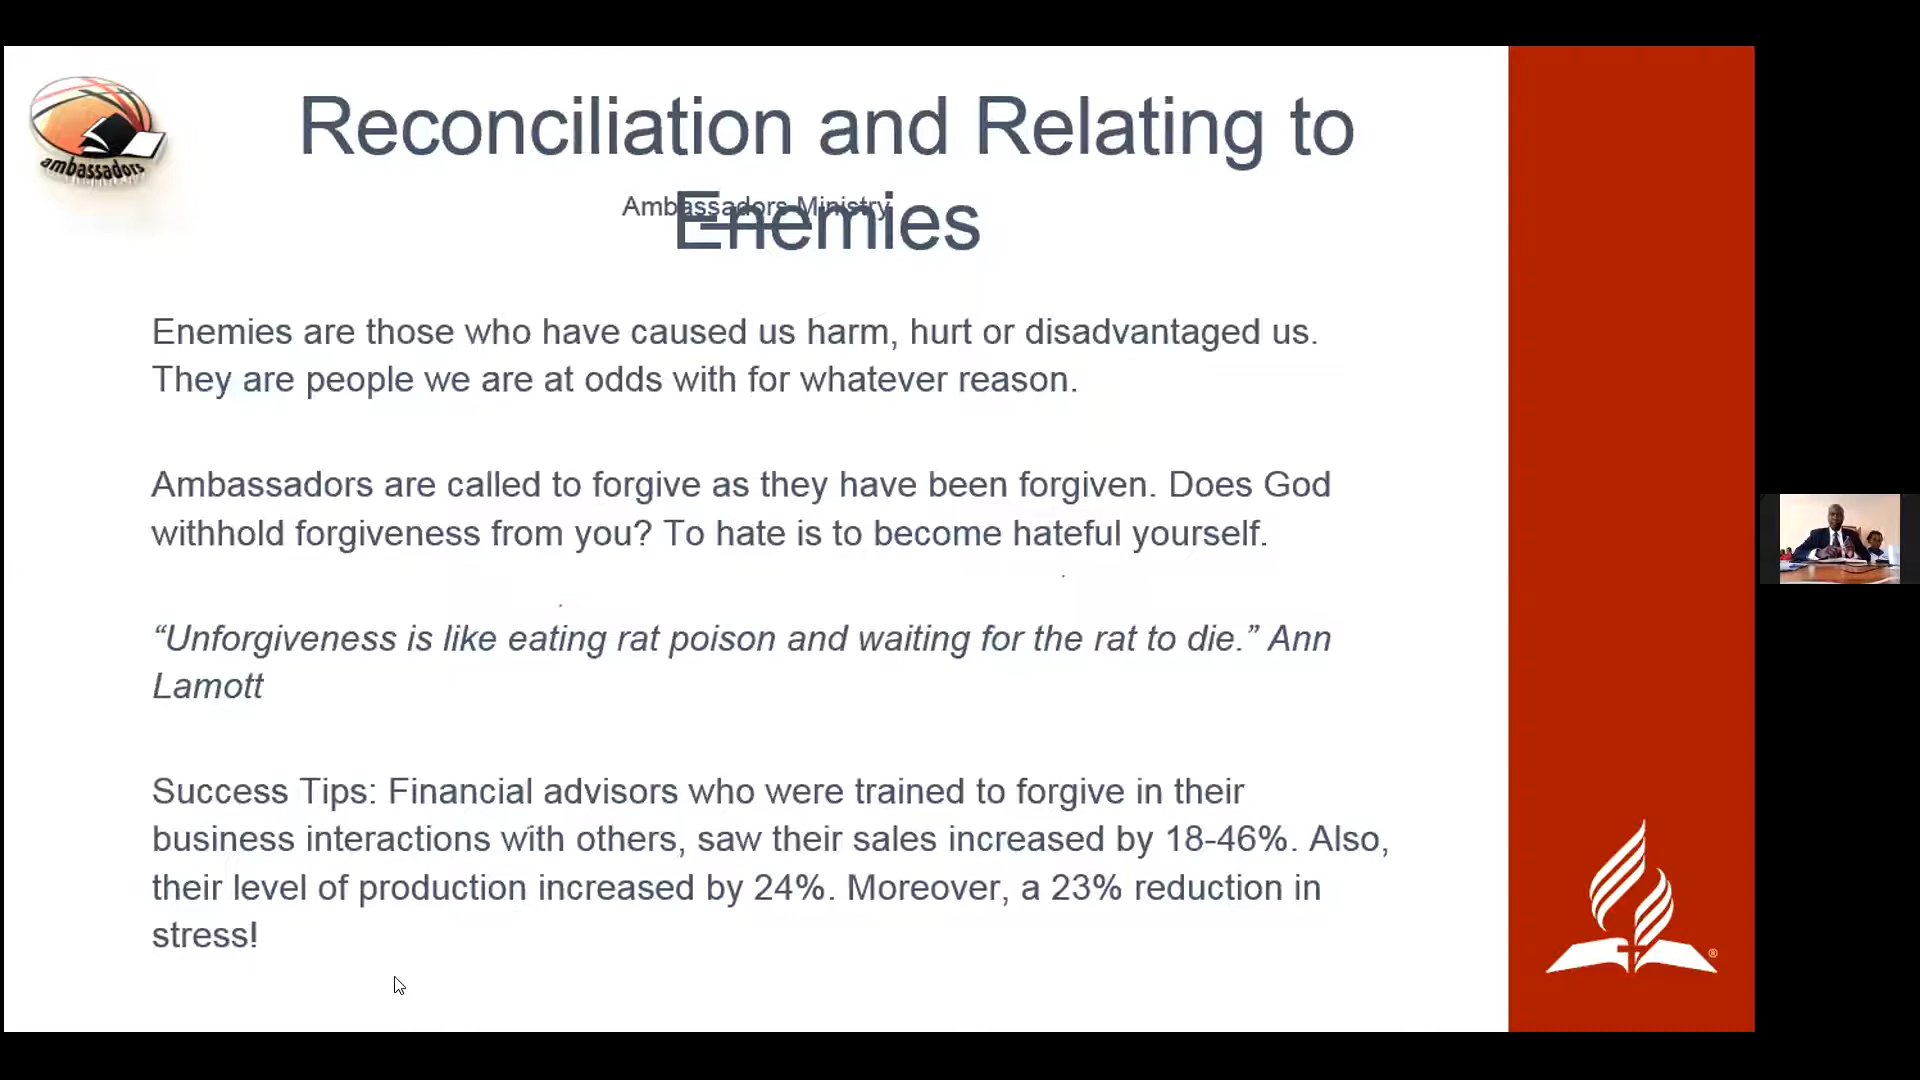 ambassadors
Reconciliation and Relating to
Ambassadors Ministry
Enemies
Enemies are those who have caused us harm, hurt or disadvantaged us.
They are people we are at odds with for whatever reason.
Ambassadors are called to forgive as they have been forgiven. Does God
withhold forgiveness from you? To hate is to become hateful yourself.
“Unforgiveness is like eating rat poison and waiting for the rat to die.” Ann
Lamott
Success Tips: Financial advisors who were trained to forgive in their
business interactions with others, saw their sales increased by 18-46%. Also,
their level of production increased by 24%. Moreover, a 23% reduction in
stress!
®